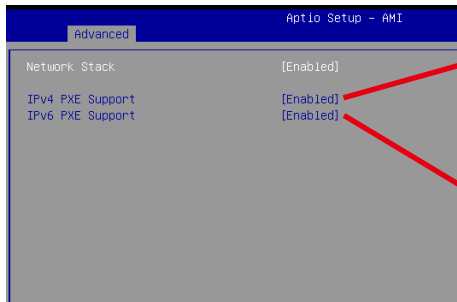 Aptio Setup - AMI
Advanced
Network Stack [Enabled]
IPv4 PXE Support [Enabled]
IPv6 PXE Support [Enabled]